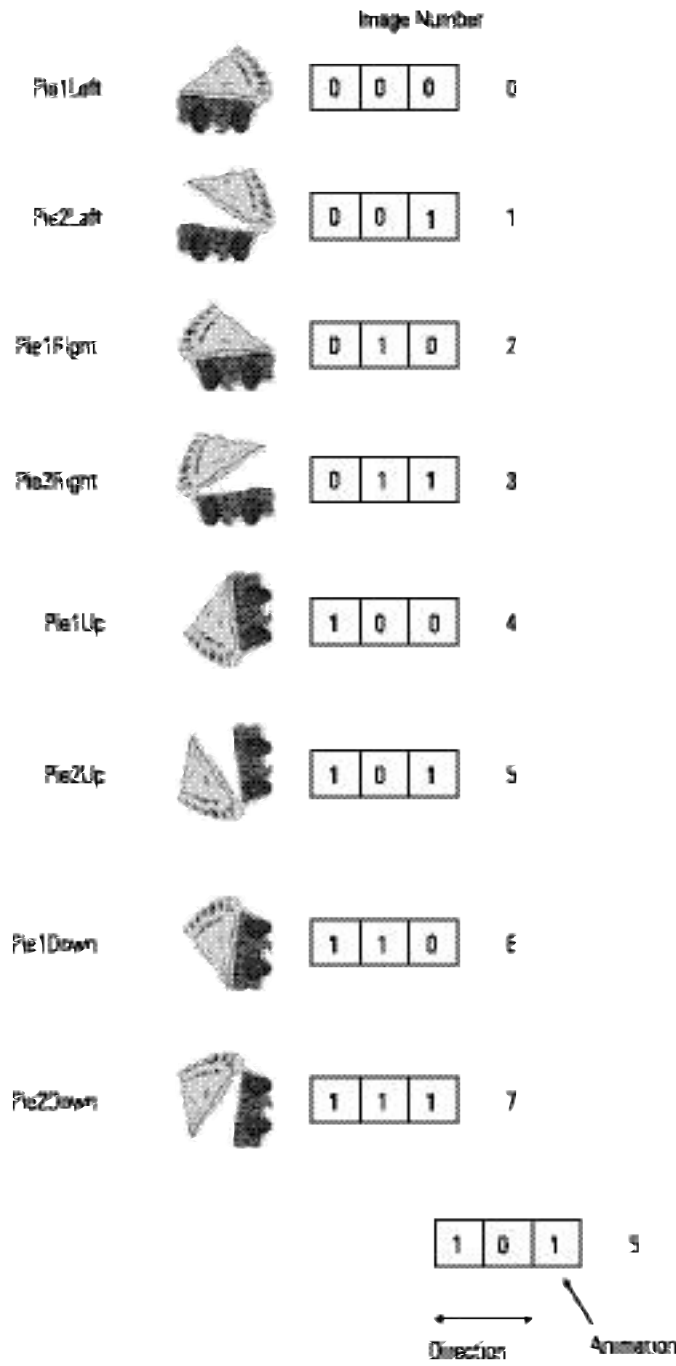 Image Number
Pie1Left 0 0 0 0
Pie2Left 0 0 1 1
Pie1Right 0 1 0 2
Pie2Right 0 1 1 3
Pie1Up 1 0 0 4
Pie2Up 1 0 1 5
Pie1Down 1 1 0 6
Pie2Down 1 1 1 7
1 0 1 5
Direction Animation